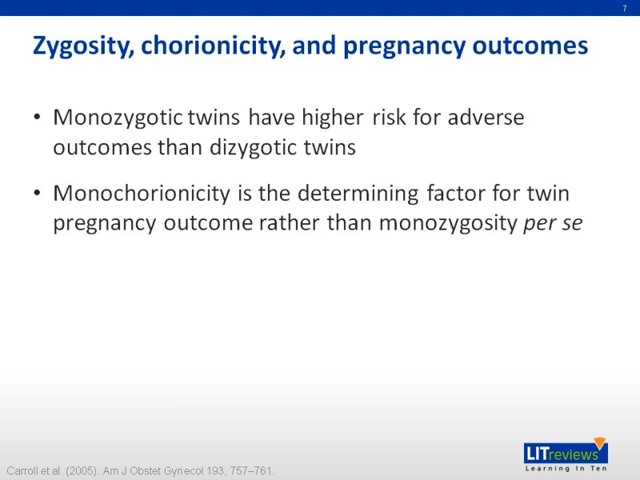 7
Zygosity, chorionicity, and pregnancy outcomes
• Monozygotic twins have higher risk for adverse
outcomes than dizygotic twins
• Monochorionicity is the determining factor for twin
pregnancy outcome rather than monozygosity per se
LITreviews
Learning In Ten
Carroll et al. (2005). Am J Obstet Gynecol 193, 757–761.